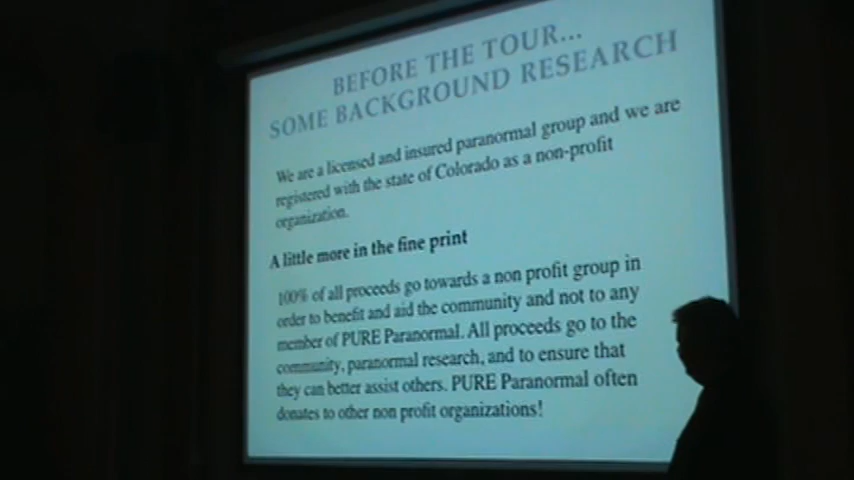 BEFORE THE TOUR...
SOME BACKGROUND RESEARCH
We are a licensed and insured paranormal group and we are
registered with the state of Colorado as a non-profit
organization.
A little more in the fine print
100% of all proceeds go towards a non profit group in
order to benefit and aid the community and not to any
member of PURE Paranormal. All proceeds go to the
community, paranormal research, and to ensure that
they can better assist others. PURE Paranormal often
donates to other non profit organizations!